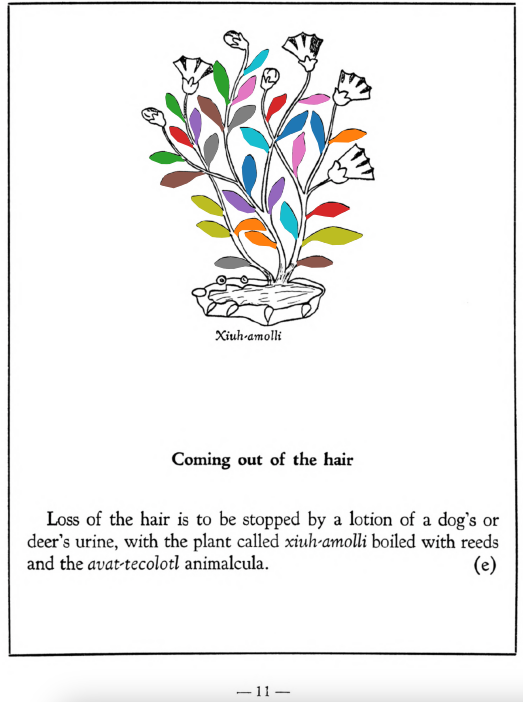 Xiuh-amolli
Coming out of the hair
Loss of the hair is to be stopped by a lotion of a dog's or
deer's urine, with the plant called xiuh-amolli boiled with reeds
and the avat-tecolotl animalcula. (e)
— 11 —